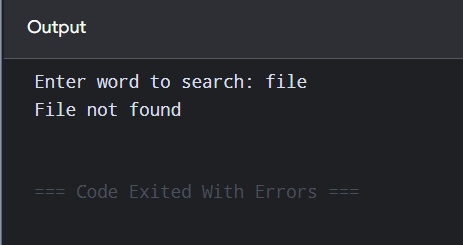 Output
Enter word to search: file
File not found
=== Code Exited With Errors ===